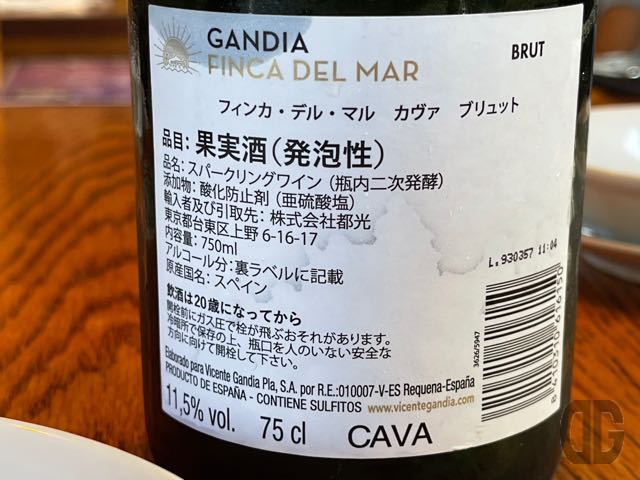 GANDIA
FINCA DEL MAR
BRUT
フィンカ・デル・マル カヴァ ブリュット
品目：果実酒（発泡性）
品名：スパークリングワイン（瓶内二次発酵）
添加物：酸化防止剤（亜硫酸塩）
輸入者及び引取先：株式会社都光
東京都台東区上野 6-16-17
内容量：750ml
アルコール分：裏ラベルに記載
原産国名：スペイン
飲酒は20歳になってから
開栓前にガス圧で栓が飛ぶおそれがあります。
冷暗所で保存の上、瓶口を人のいない安全な
方向に向けて開栓して下さい。
Elaborado para Vicente Gandia Pla, S.A. por R.E.:010007-V-ES Requena-España
PRODUCTO DE ESPAÑA - CONTIENE SULFITOS www.vicentegandia.com
11,5% vol. 75 cl CAVA
L.930357 11:04
3626/5947
8 410310 616150
DG